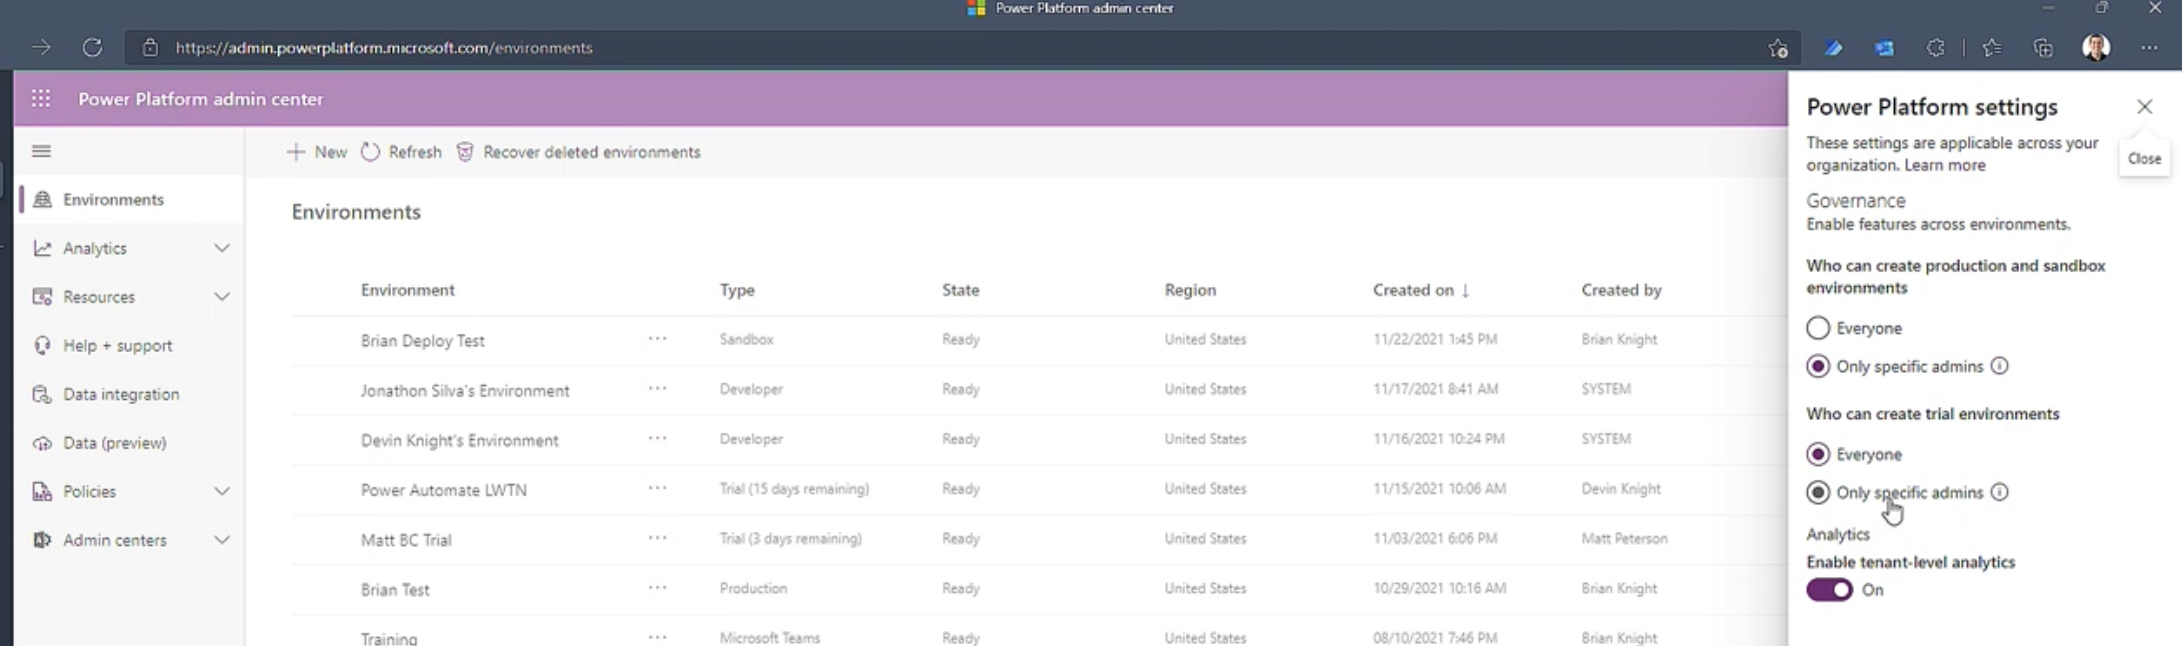 Power Platform admin center
https://admin.powerplatform.microsoft.com/environments
Power Platform admin center
New Refresh Recover deleted environments
Environments
Analytics
Resources
Help + support
Data integration
Data (preview)
Policies
Admin centers
Environments
Environment Type State Region Created on ↓ Created by
Brian Deploy Test ... Sandbox Ready United States 11/22/2021 1:45 PM Brian Knight
Jonathon Silva's Environment ... Developer Ready United States 11/17/2021 8:41 AM SYSTEM
Devin Knight's Environment ... Developer Ready United States 11/16/2021 10:24 PM SYSTEM
Power Automate LWTN ... Trial (15 days remaining) Ready United States 11/15/2021 10:06 AM Devin Knight
Matt BC Trial ... Trial (3 days remaining) Ready United States 11/03/2021 6:06 PM Matt Peterson
Brian Test ... Production Ready United States 10/29/2021 10:16 AM Brian Knight
Training ... Microsoft Teams Ready United States 08/10/2021 7:46 PM Brian Knight
Power Platform settings
Close
These settings are applicable across your
organization. Learn more
Governance
Enable features across environments.
Who can create production and sandbox
environments
Everyone
Only specific admins
Who can create trial environments
Everyone
Only specific admins
Analytics
Enable tenant-level analytics
On